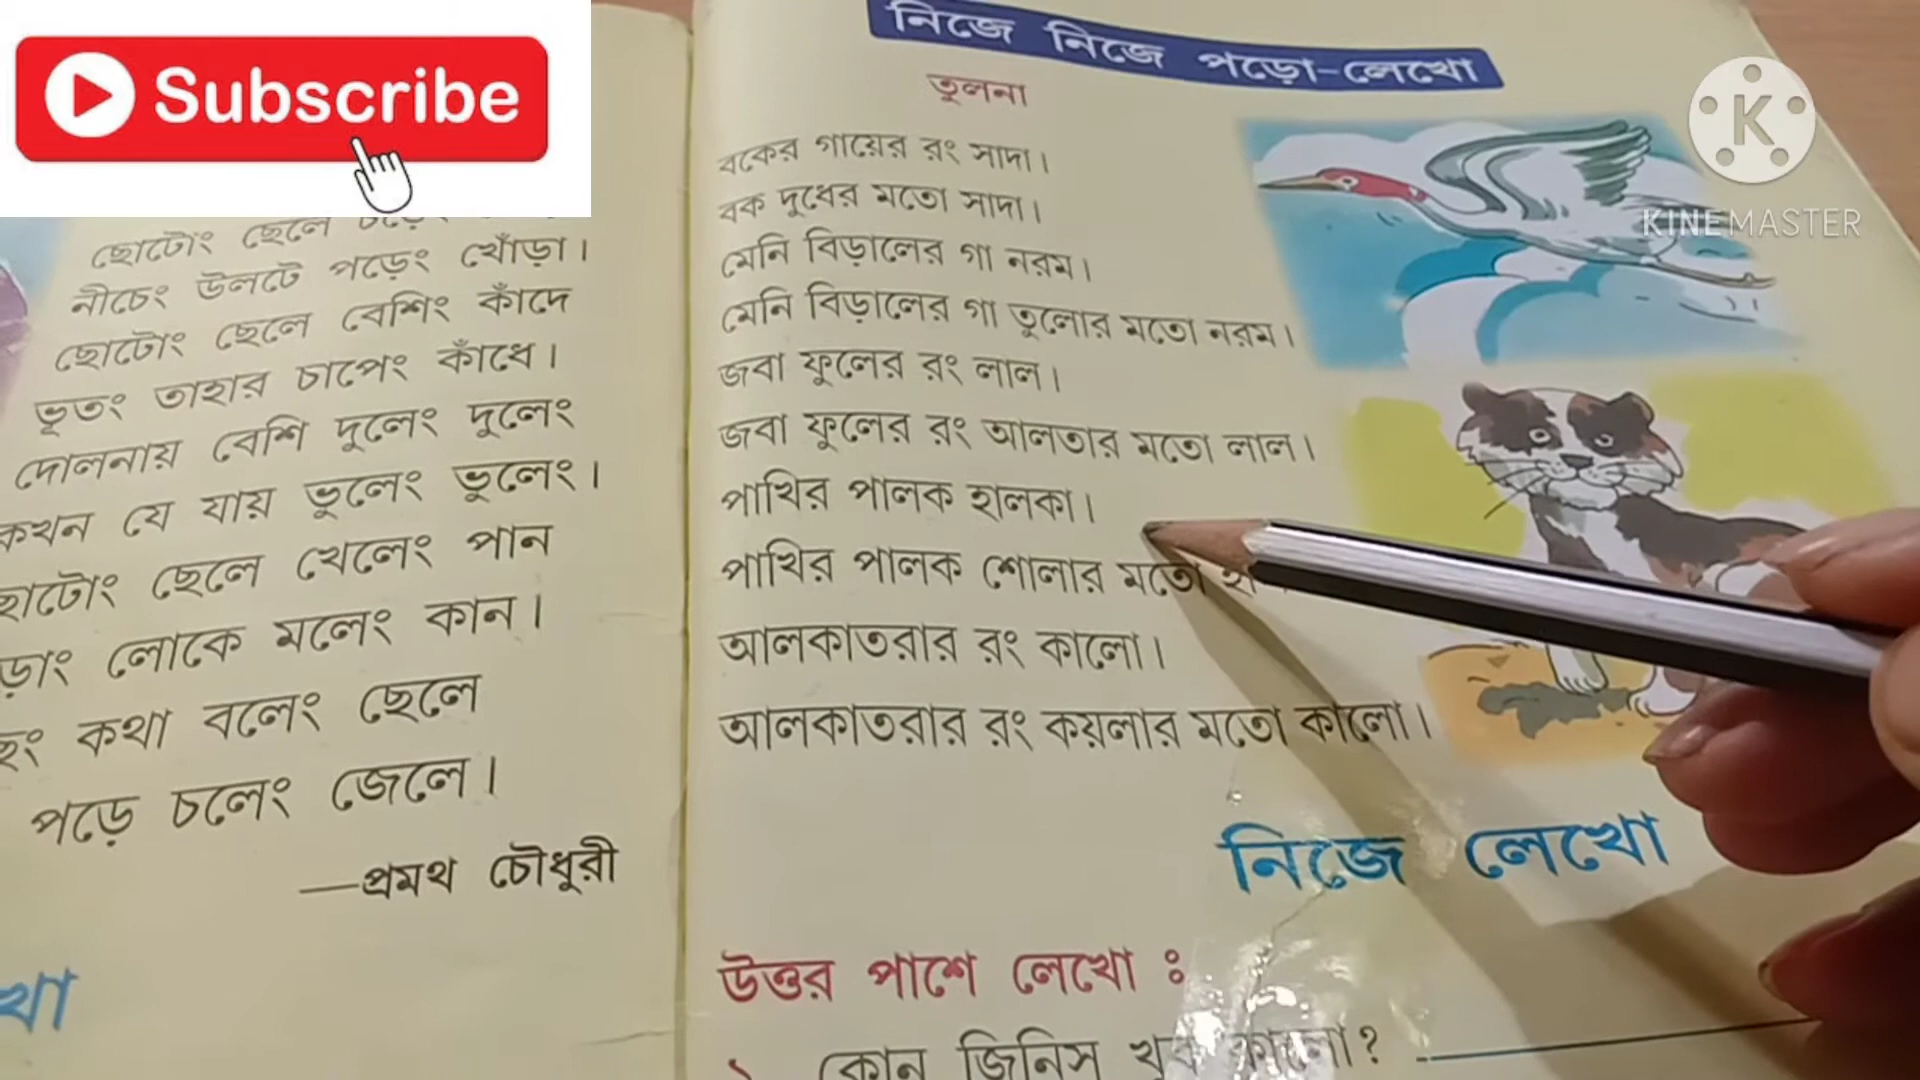 Subscribe
K
KINEMASTER
ছোটোং ছেলে
নীচেং উলটে পড়েং খোঁড়া।
ছোটোং ছেলে বেশিং কাঁদে
ভূতং তাহার চাপেং কাঁধে।
দোলনায় বেশি দুলেং দুলেং
কখন যে যায় ভুলেং ভুলেং।
ছেলে খেলেং পান
লোকে মলেং কান।
কথা বলেং ছেলে
পড়ে চলেং জেলে।
—প্রমথ চৌধুরী
নিজে নিজে পড়ো-লেখো
তুলনা
বকের গায়ের রং সাদা।
বক দুধের মতো সাদা।
মেনি বিড়ালের গা নরম।
মেনি বিড়ালের গা তুলোর মতো নরম।
জবা ফুলের রং লাল।
জবা ফুলের রং আলতার মতো লাল।
পাখির পালক হালকা।
পাখির পালক শোলার মতো
আলকাতরার রং কালো।
আলকাতরার রং কয়লার মতো কালো।
নিজে লেখো
উত্তর পাশে লেখো :
কোন জিনিস খুব কালো?